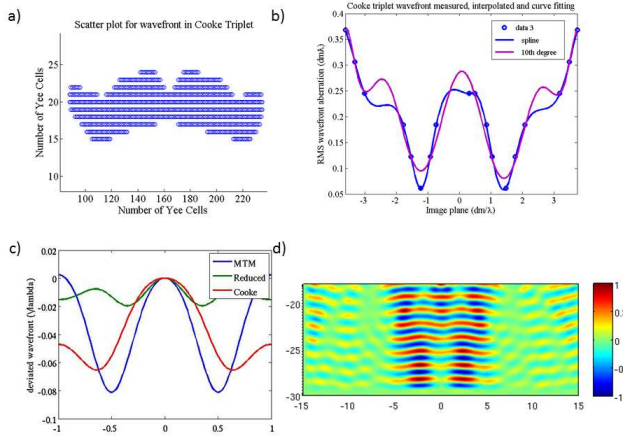 a)
Scatter plot for wavefront in Cooke Triplet
Number of Yee Cells
25
20
15
10
100 120 140 160 180 200 220
Number of Yee Cells
b)
Cooke triplet wavefront measured, interpolated and curve fitting
RMS wavefront aberration (dmλ)
0.4
0.35
0.3
0.25
0.2
0.15
0.1
0.05
data 3
spline
10th degree
-3 -2 -1 0 1 2 3
Image plane (dm/λ)
c)
deviated wavefront (\lambda)
0.02
0
-0.02
-0.04
-0.06
-0.08
-0.1
MTM
Reduced
Cooke
-1 -0.5 0 0.5 1
d)
-20
-25
-30
-15 -10 -5 0 5 10 15
1
0.5
0